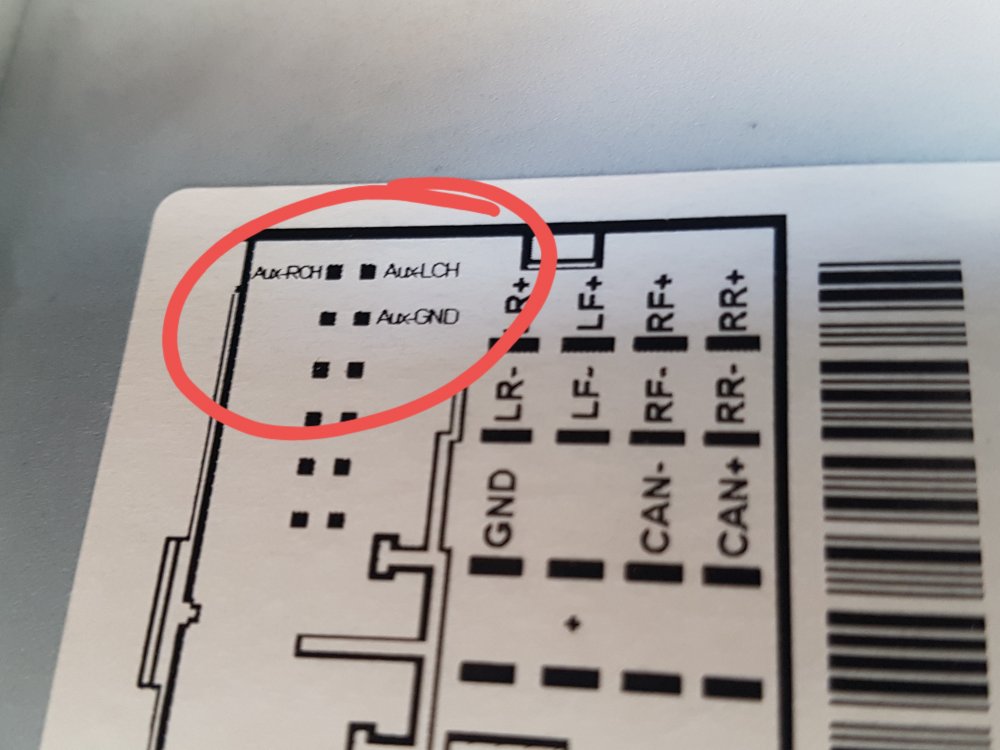 Aux-RCH Aux-LCH
Aux-GND
LR+ LF+ RF+ RR+
LR- LF- RF- RR-
GND CAN- CAN+
+